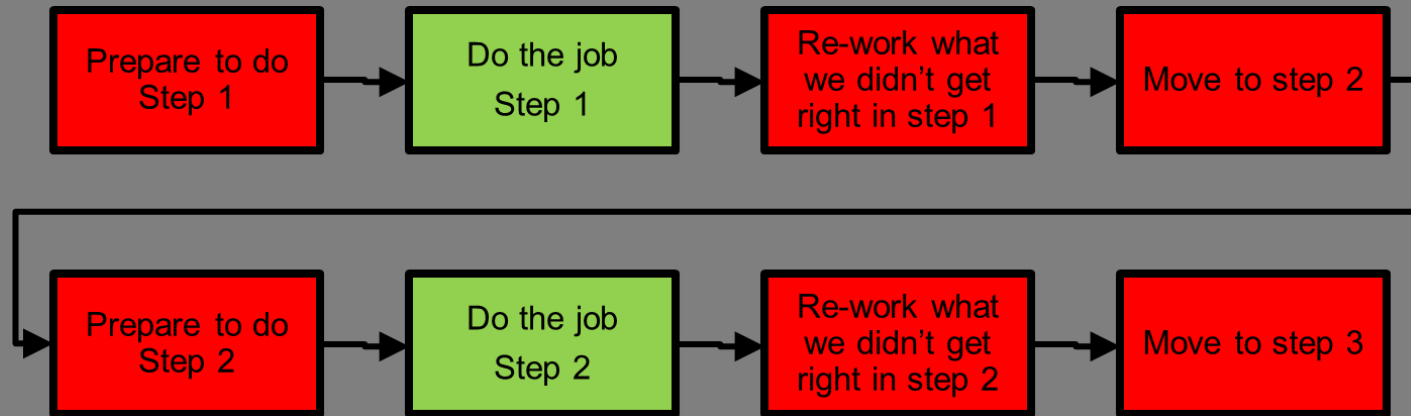 Prepare to do
Step 1
Do the job
Step 1
Re-work what
we didn't get
right in step 1
Move to step 2
Prepare to do
Step 2
Do the job
Step 2
Re-work what
we didn't get
right in step 2
Move to step 3